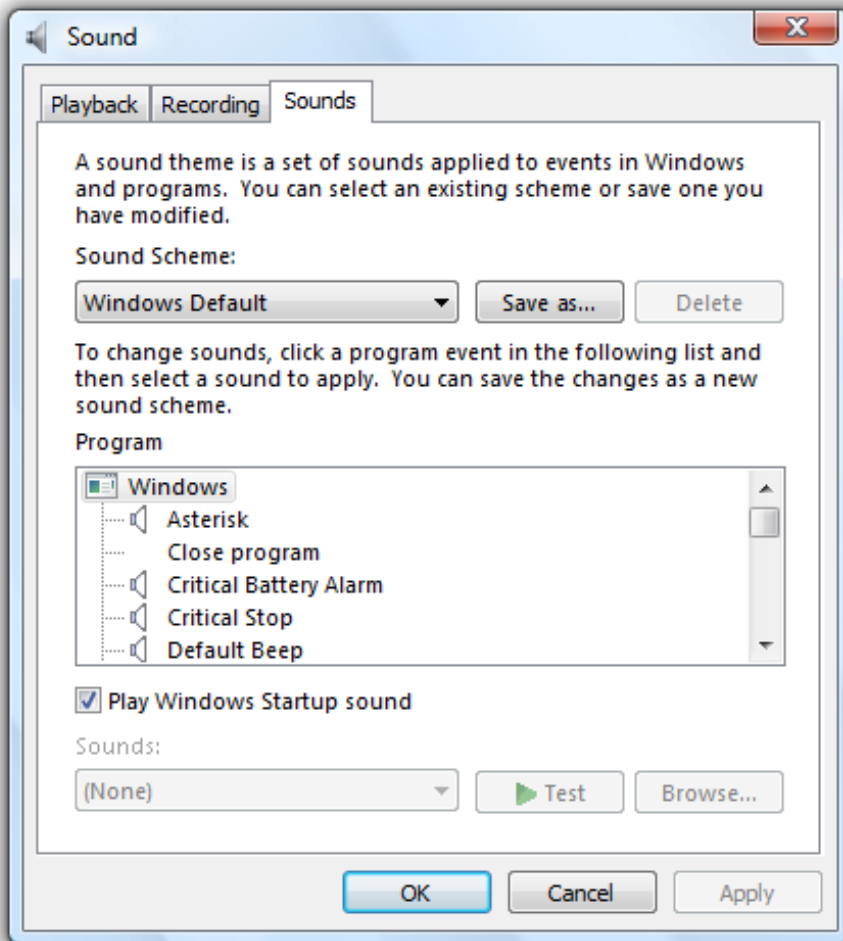 Sound
Playback Recording Sounds
A sound theme is a set of sounds applied to events in Windows
and programs. You can select an existing scheme or save one you
have modified.
Sound Scheme:
Windows Default Save as... Delete
To change sounds, click a program event in the following list and
then select a sound to apply. You can save the changes as a new
sound scheme.
Program
Windows
Asterisk
Close program
Critical Battery Alarm
Critical Stop
Default Beep
Play Windows Startup sound
Sounds:
(None) Test Browse...
OK Cancel Apply